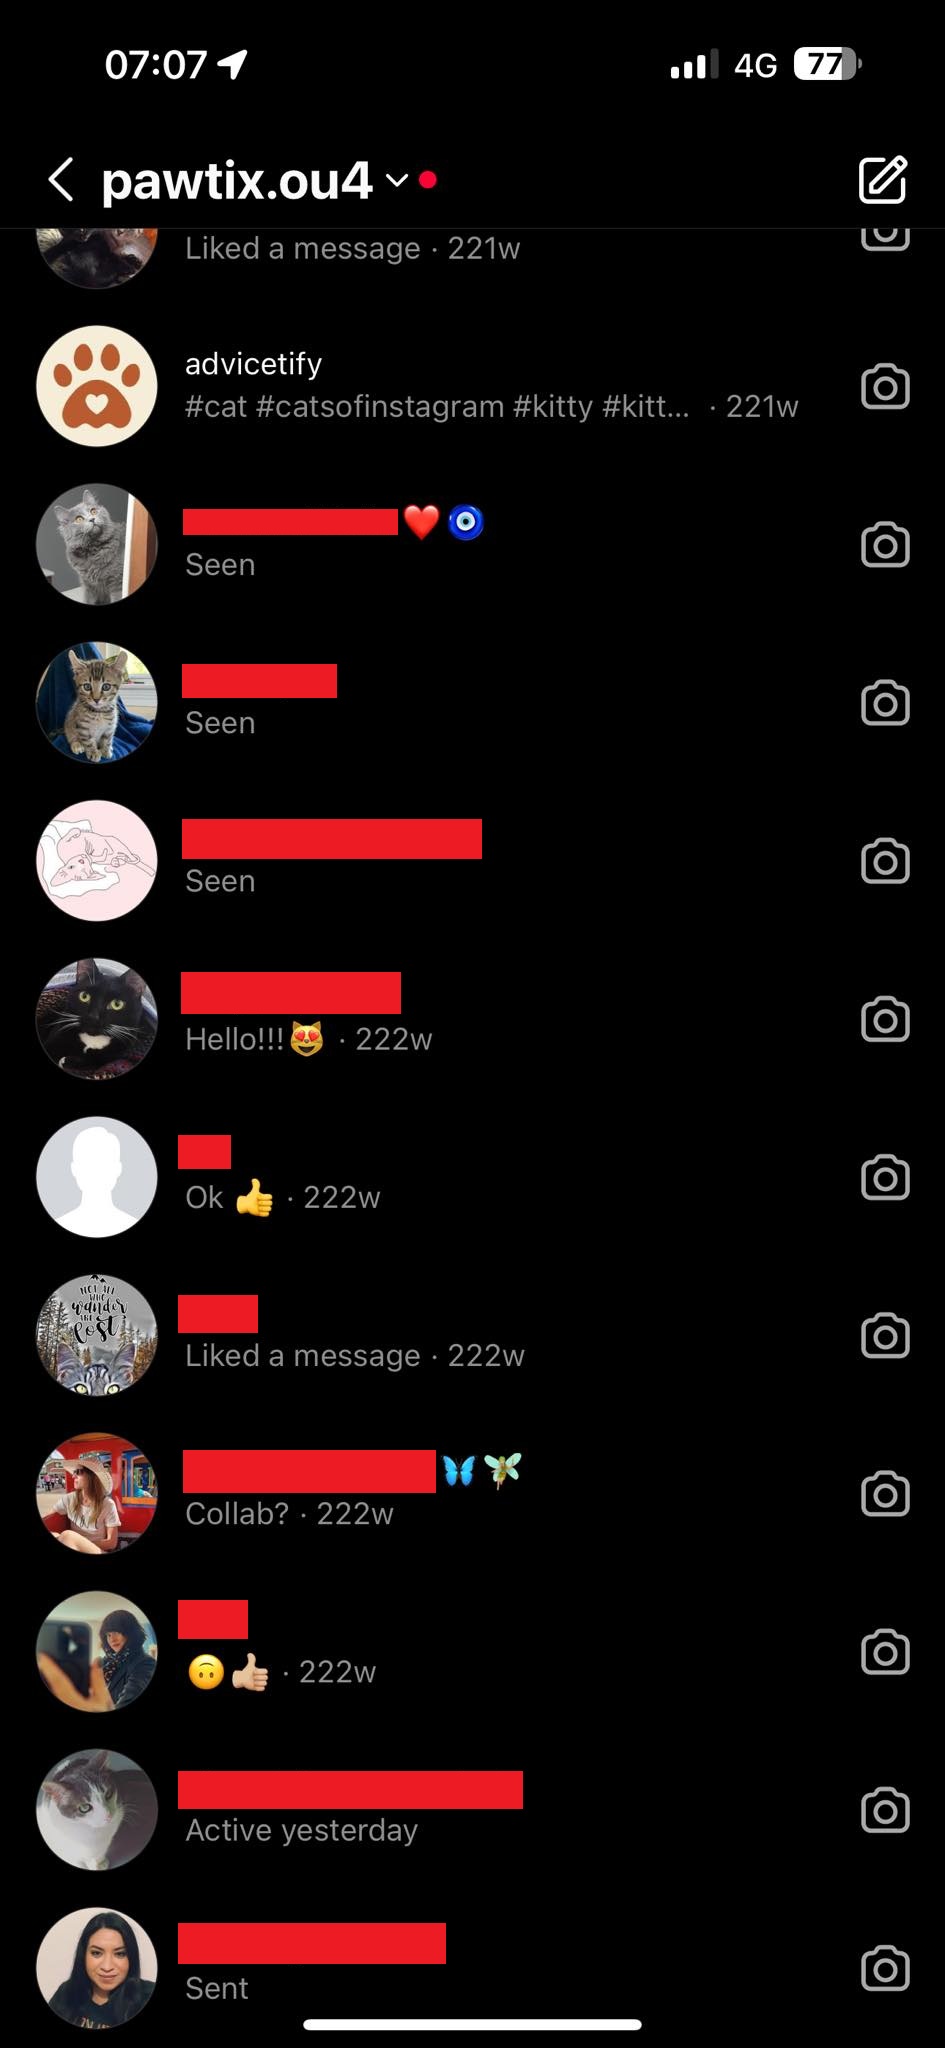 07:07 4G 77
pawtix.ou4
Liked a message · 221w
advicetify
#cat #catsofinstagram #kitty #kitt... · 221w
❤️🧿
Seen
Seen
Seen
Hello!!!😻 · 222w
Ok 👍 · 222w
NOT ALL
WHO
wander
ARE
lost
Liked a message · 222w
🦋🧚
Collab? · 222w
🙃👍🏼 · 222w
Active yesterday
Sent